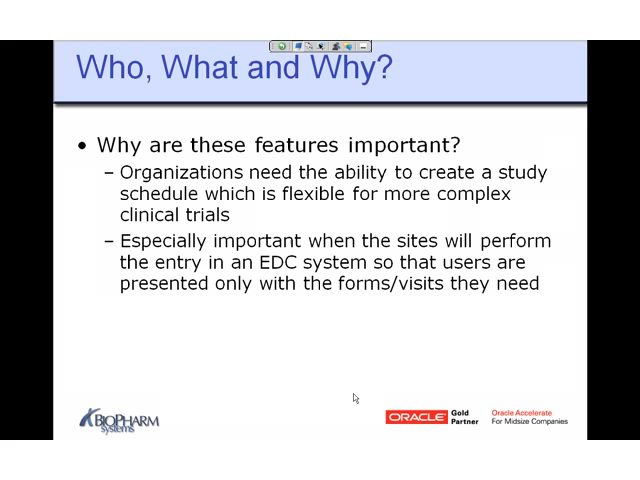 Who, What and Why?
• Why are these features important?
– Organizations need the ability to create a study
schedule which is flexible for more complex
clinical trials
– Especially important when the sites will perform
the entry in an EDC system so that users are
presented only with the forms/visits they need
BIOPHARM
systems
ORACLE
Gold
Partner
Oracle Accelerate
For Midsize Companies